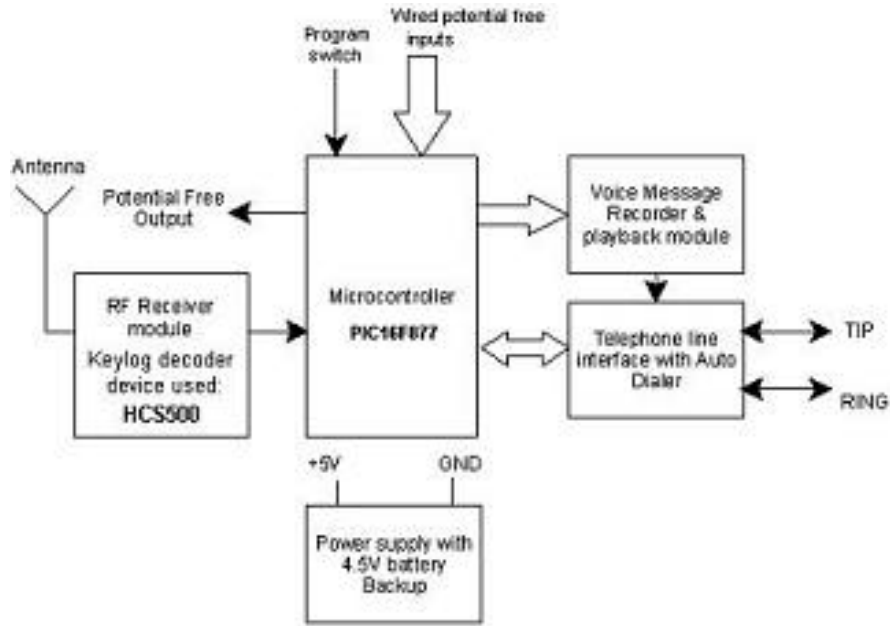 Wired potential free
inputs
Program
switch
Antenna
Potential Free
Output
Voice Message
Recorder &
playback module
RF Receiver
module
Keylog decoder
device used:
HCS500
Microcontroller
PIC16F877
Telephone line
interface with Auto
Dialer
TIP
RING
+5V
GND
Power supply with
4.5V battery
Backup